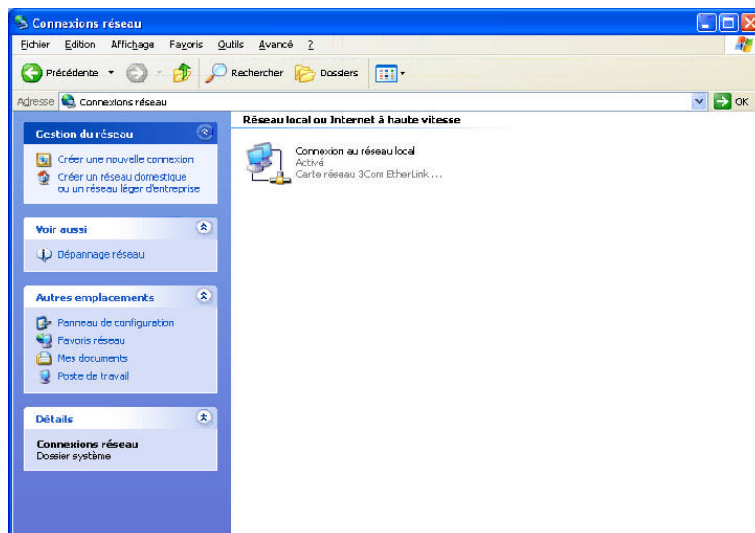 Connexions réseau
Fichier Edition Affichage Favoris Outils Avancé ?
Précédente Rechercher Dossiers
Adresse Connexions réseau OK
Gestion du réseau
Créer une nouvelle connexion
Créer un réseau domestique
ou un réseau léger d'entreprise
Voir aussi
Dépannage réseau
Autres emplacements
Panneau de configuration
Favoris réseau
Mes documents
Poste de travail
Détails
Connexions réseau
Dossier système
Réseau local ou Internet à haute vitesse
Connexion au réseau local
Activé
Carte réseau 3Com EtherLink ...